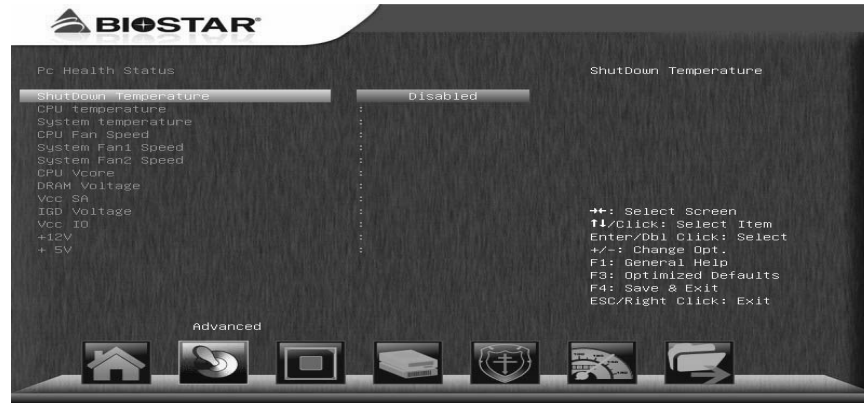 BIOSTAR®
Pc Health Status
ShutDown Temperature
ShutDown Temperature Disabled
CPU temperature :
System temperature :
CPU Fan Speed :
System Fan1 Speed :
System Fan2 Speed :
CPU Vcore :
DRAM Voltage :
Vcc SA :
IGD Voltage :
Vcc IO :
+12V :
+ 5V :
→←: Select Screen
↑↓/Click: Select Item
Enter/Dbl Click: Select
+/-: Change Opt.
F1: General Help
F3: Optimized Defaults
F4: Save & Exit
ESC/Right Click: Exit
Advanced